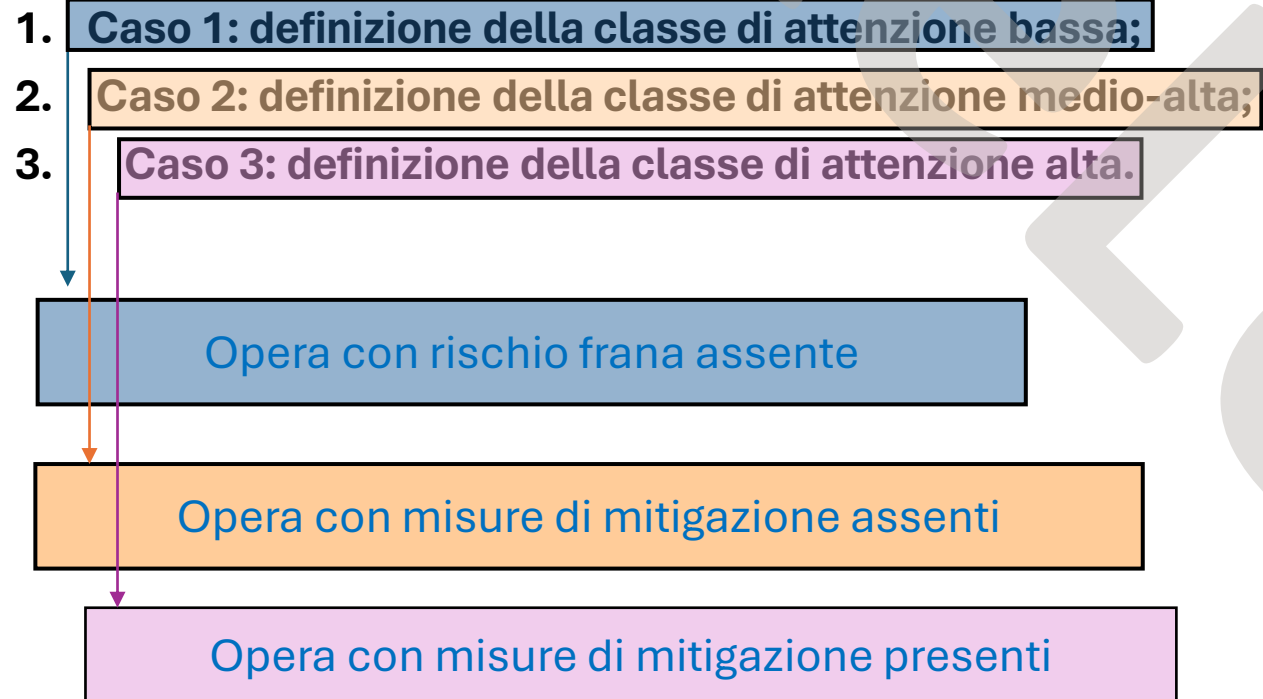 1. Caso 1: definizione della classe di attenzione bassa;
2. Caso 2: definizione della classe di attenzione medio-alta;
3. Caso 3: definizione della classe di attenzione alta.
Opera con rischio frana assente
Opera con misure di mitigazione assenti
Opera con misure di mitigazione presenti